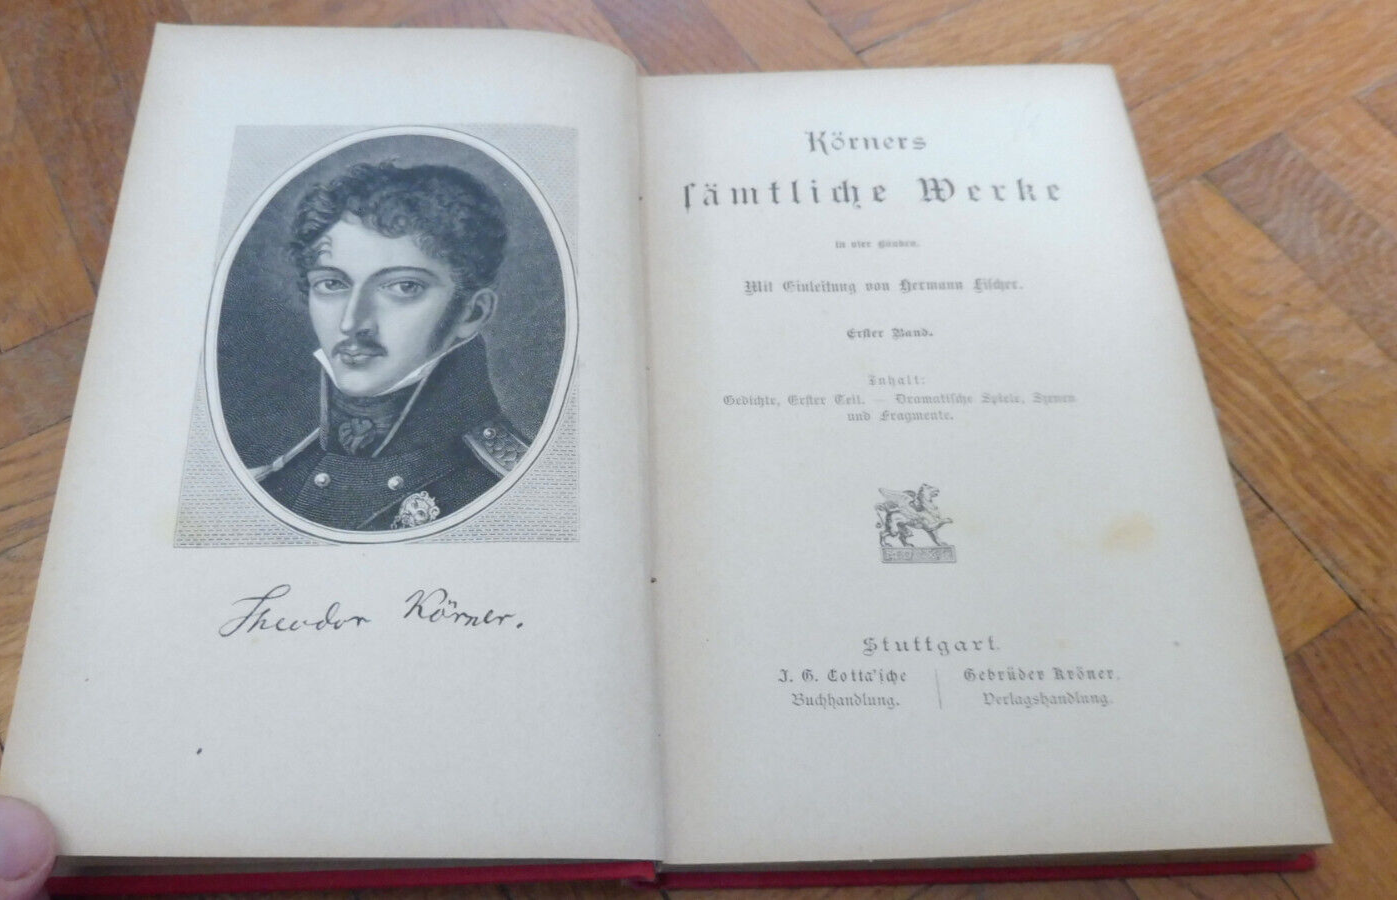 Theodor Körner.
Körners
sämtliche Werke
in vier Bänden.
Mit Einleitung von Hermann Fischer.
Erster Band.
Inhalt:
Gedichte, Erster Teil. — Dramatische Spiele, Szenen
und Fragmente.
Stuttgart.
J. G. Cotta'sche
Buchhandlung.
Gebrüder Kröner,
Verlagshandlung.